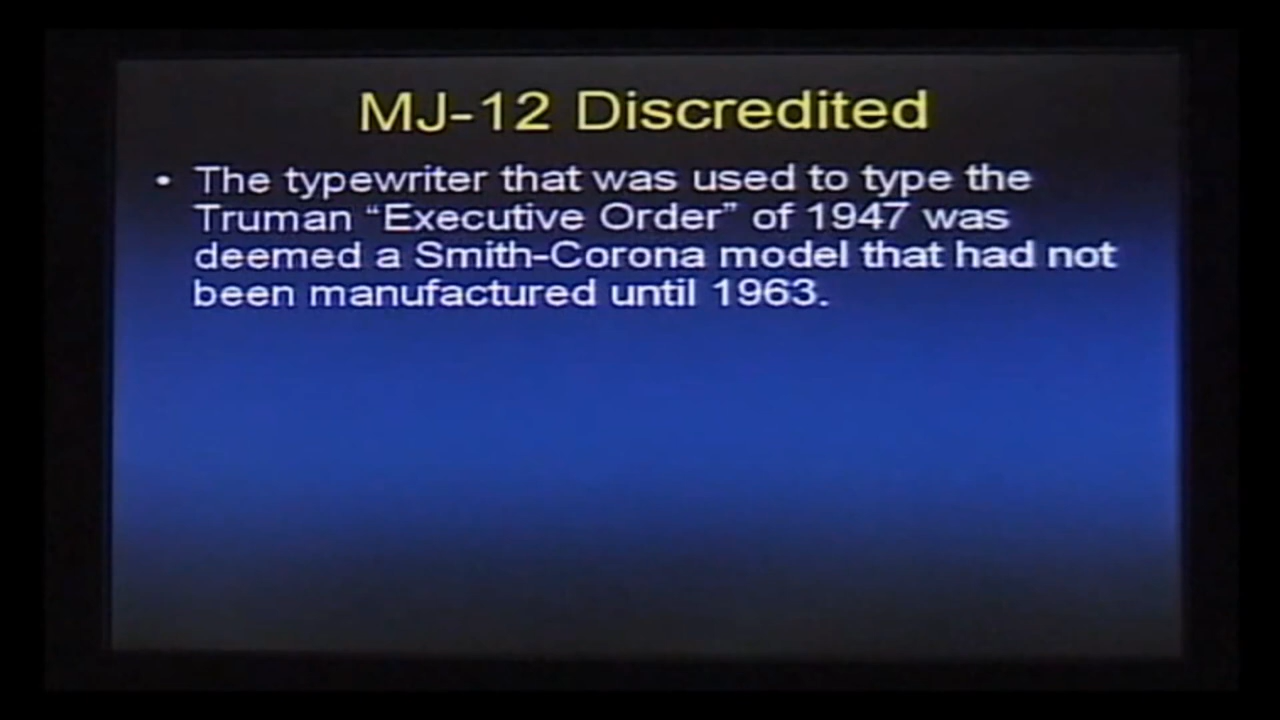 MJ-12 Discredited
• The typewriter that was used to type the
Truman “Executive Order” of 1947 was
deemed a Smith-Corona model that had not
been manufactured until 1963.